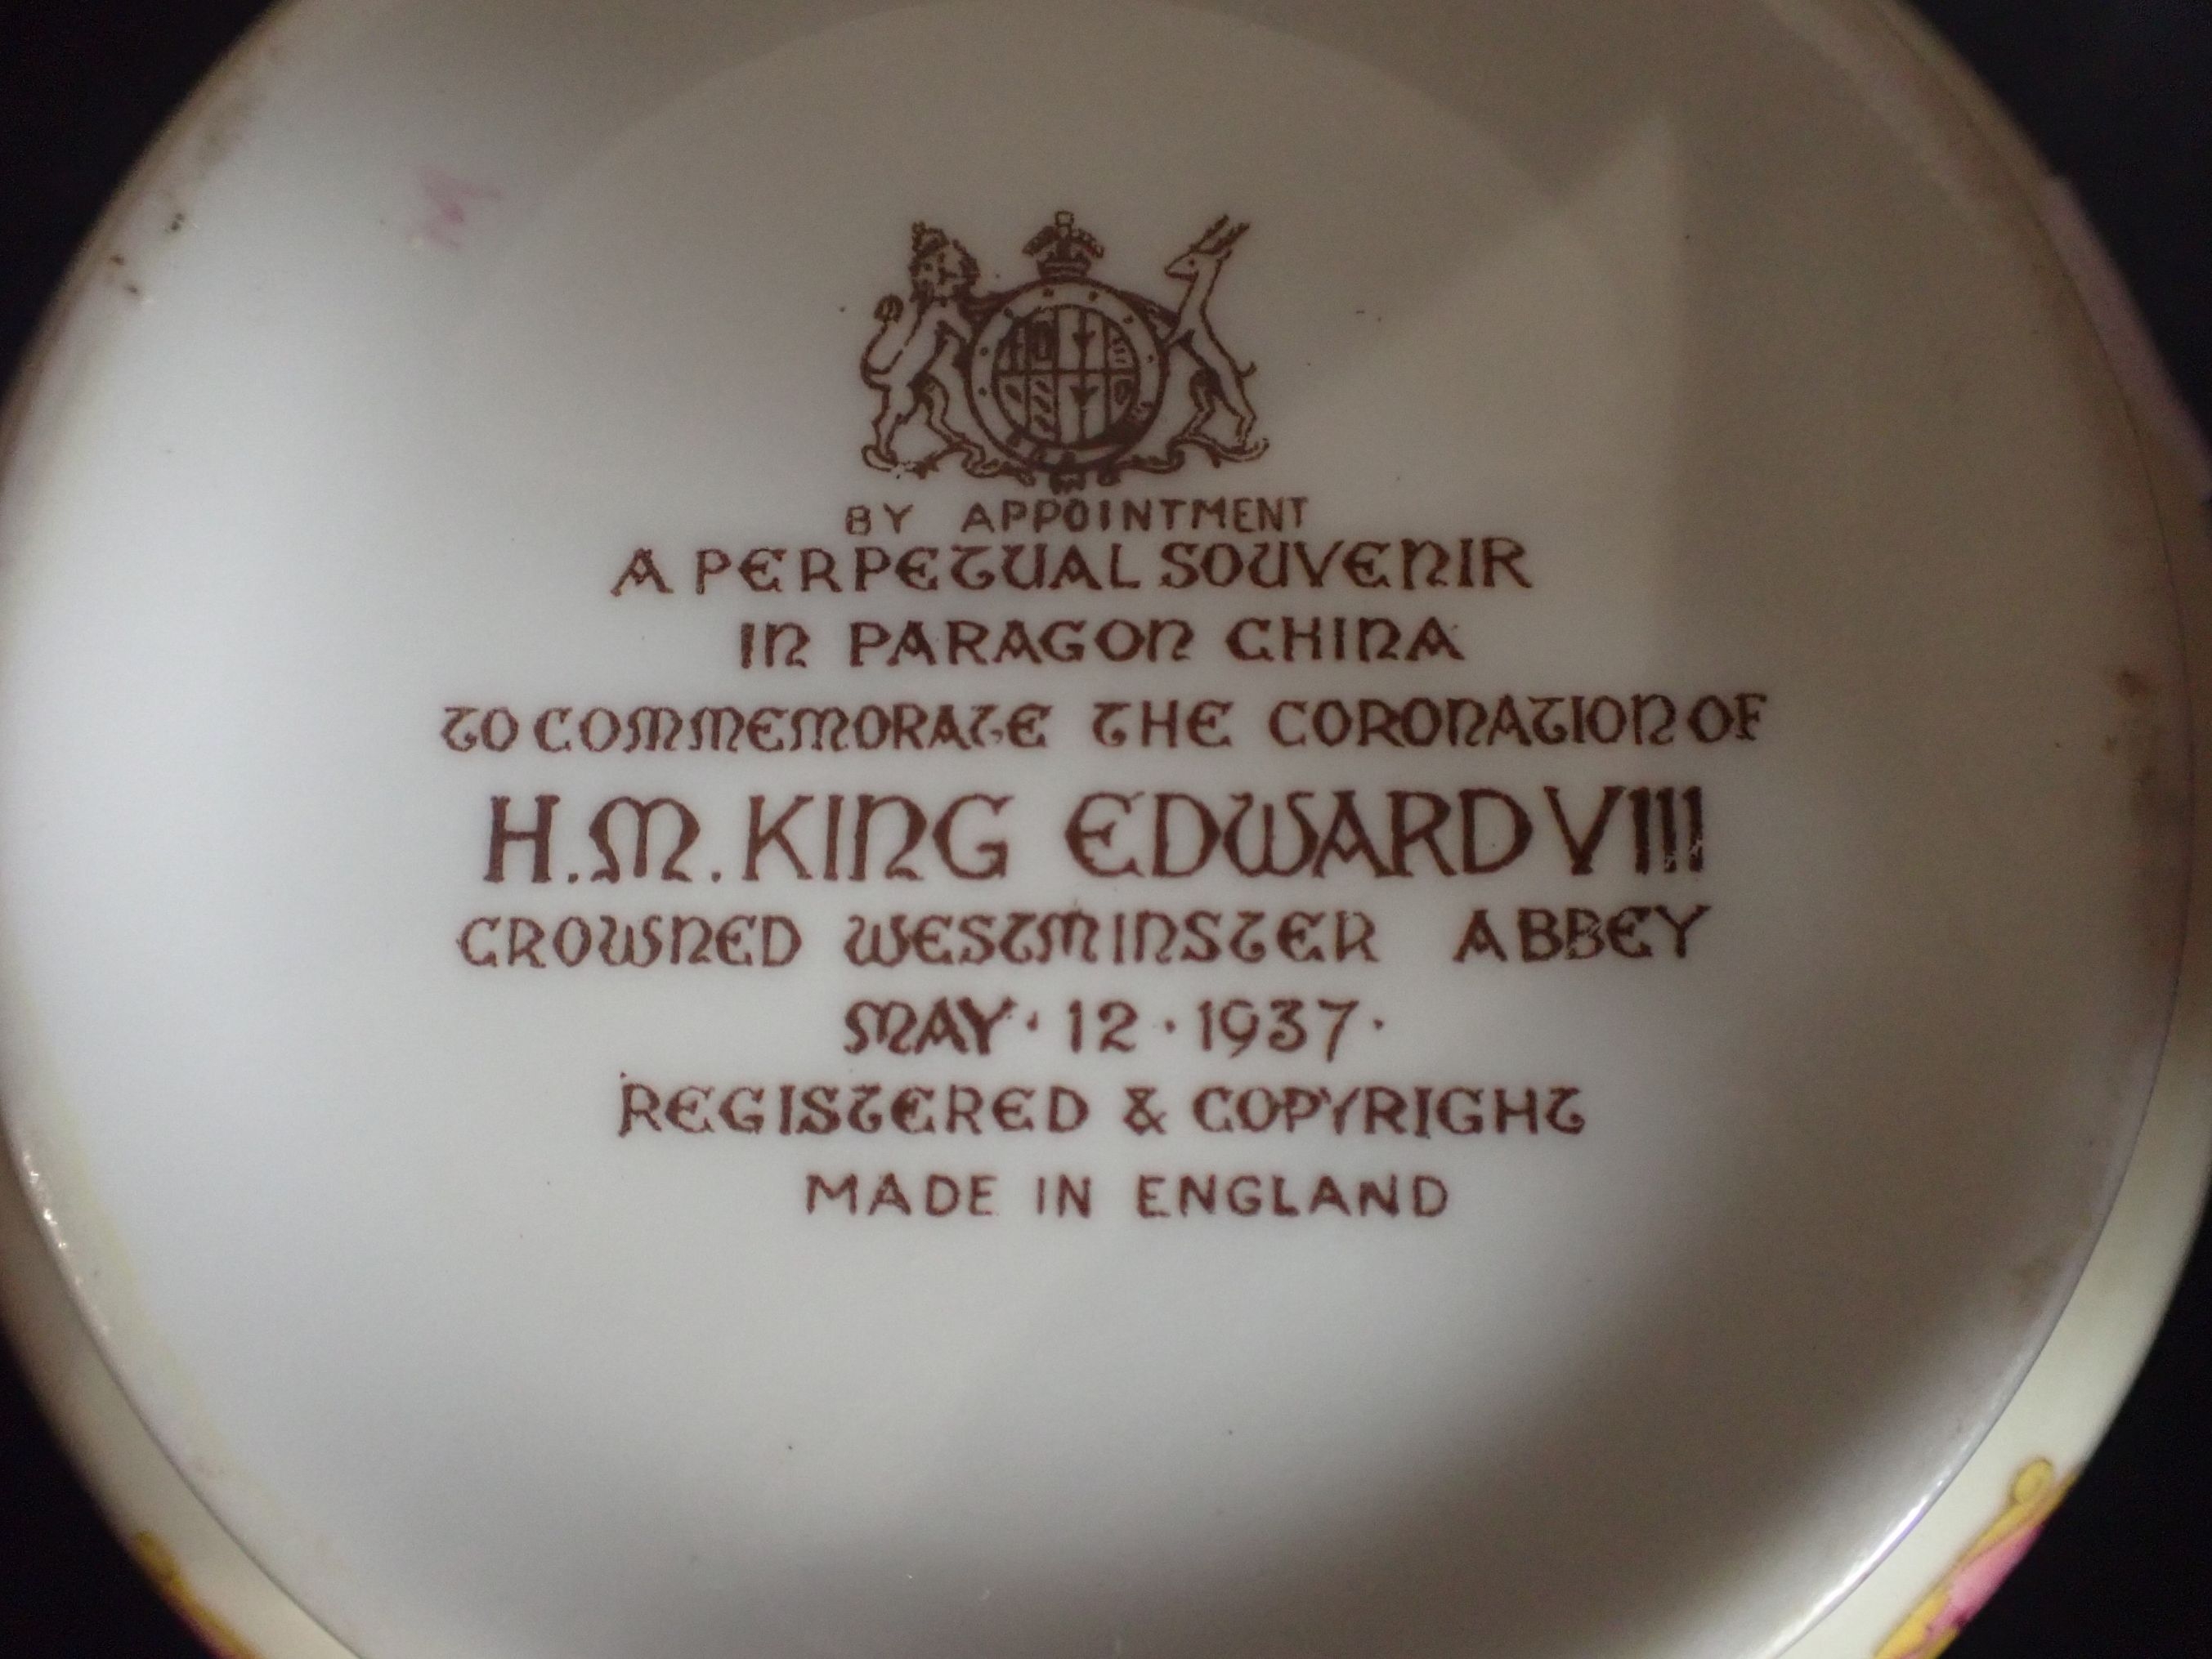 BY APPOINTMENT
A PERPETUAL SOUVENIR
IN PARAGON CHINA
TO COMMEMORATE THE CORONATION OF
H.M. KING EDWARD VIII
CROWNED WESTMINSTER ABBEY
MAY · 12 · 1937 ·
REGISTERED & COPYRIGHT
MADE IN ENGLAND